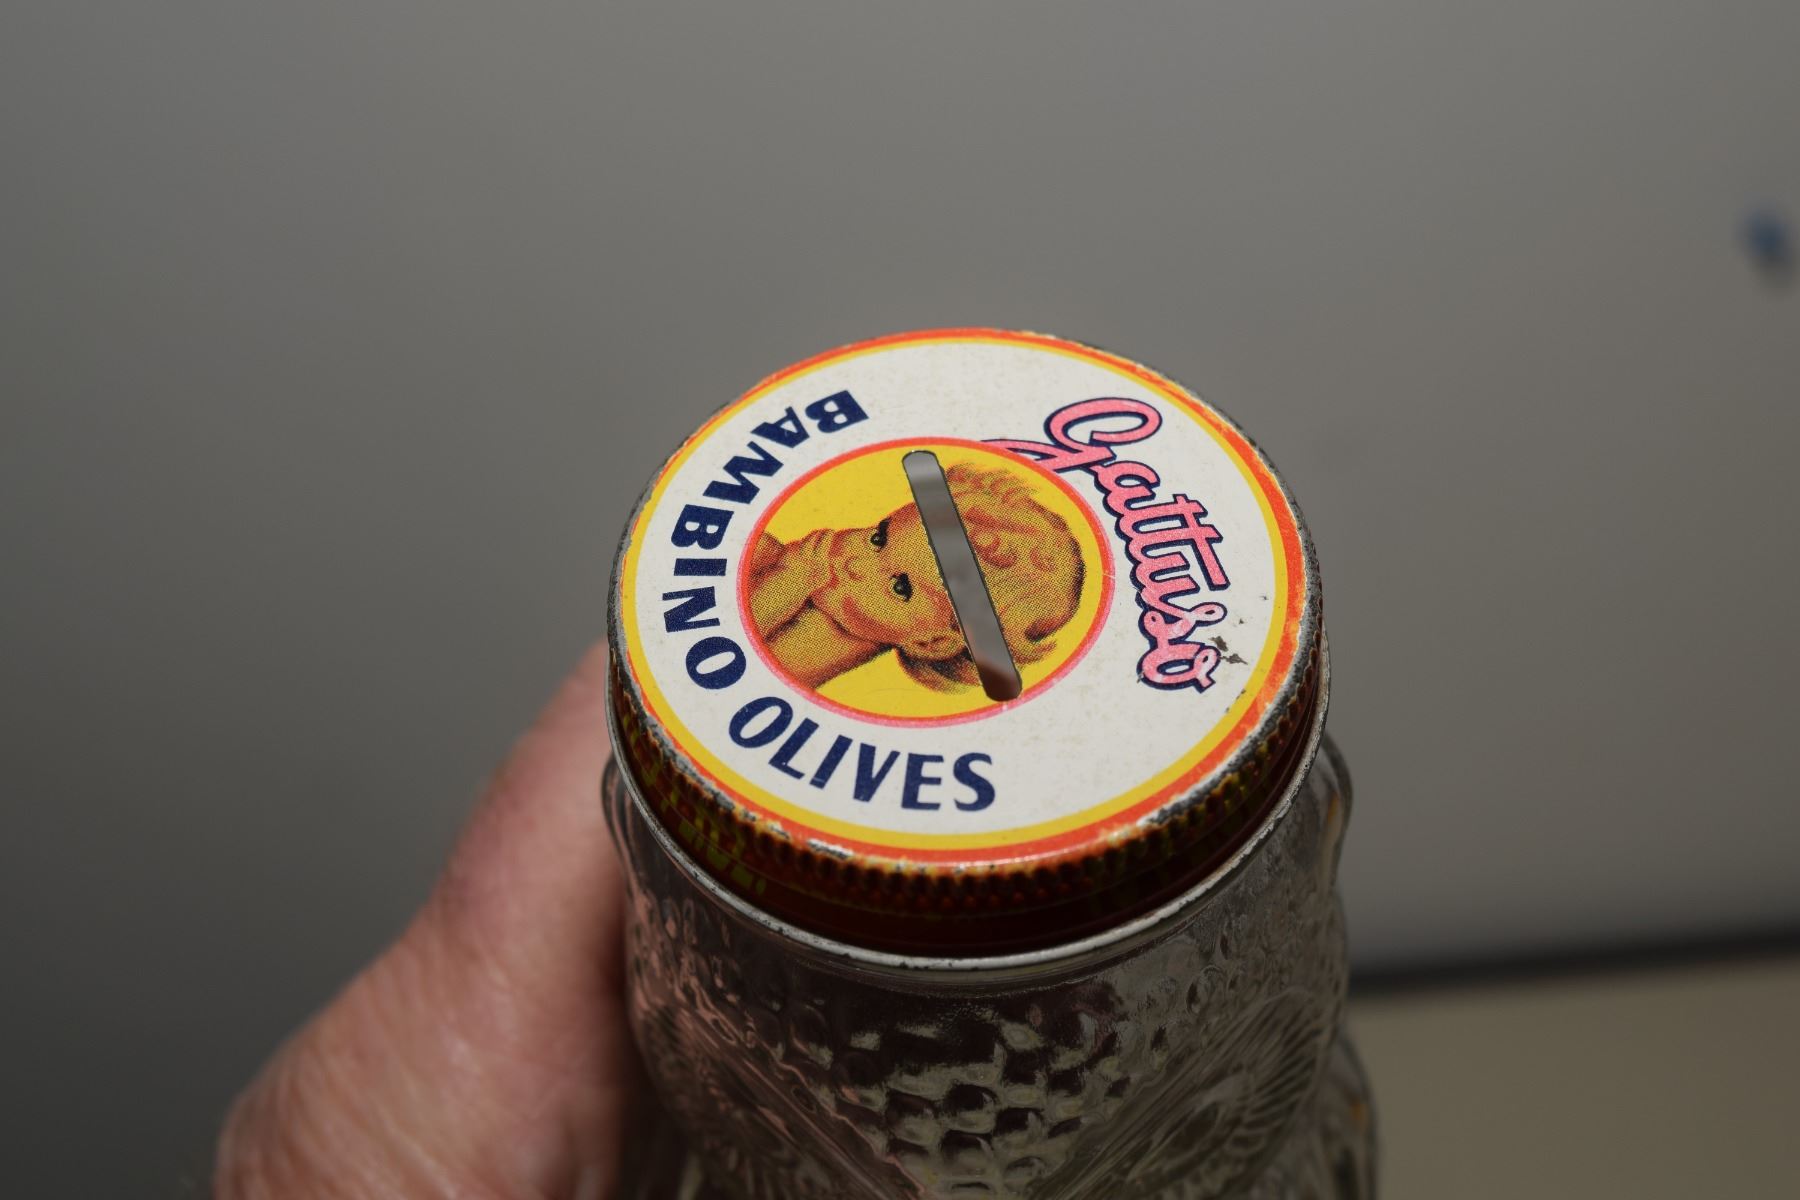 Gattuso
BAMBINO OLIVES